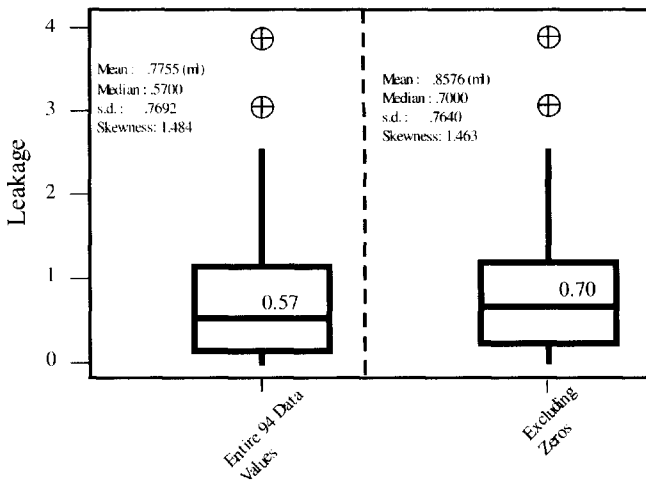 4
3
2
1
0
Leakage
Mean : .7755 (ml)
Median : .5700
s.d. : .7692
Skewness: 1.484
0.57
Entire 94 Data
Values
Mean : .8576 (ml)
Median : .7000
s.d. : .7640
Skewness: 1.463
0.70
Excluding
Zeros